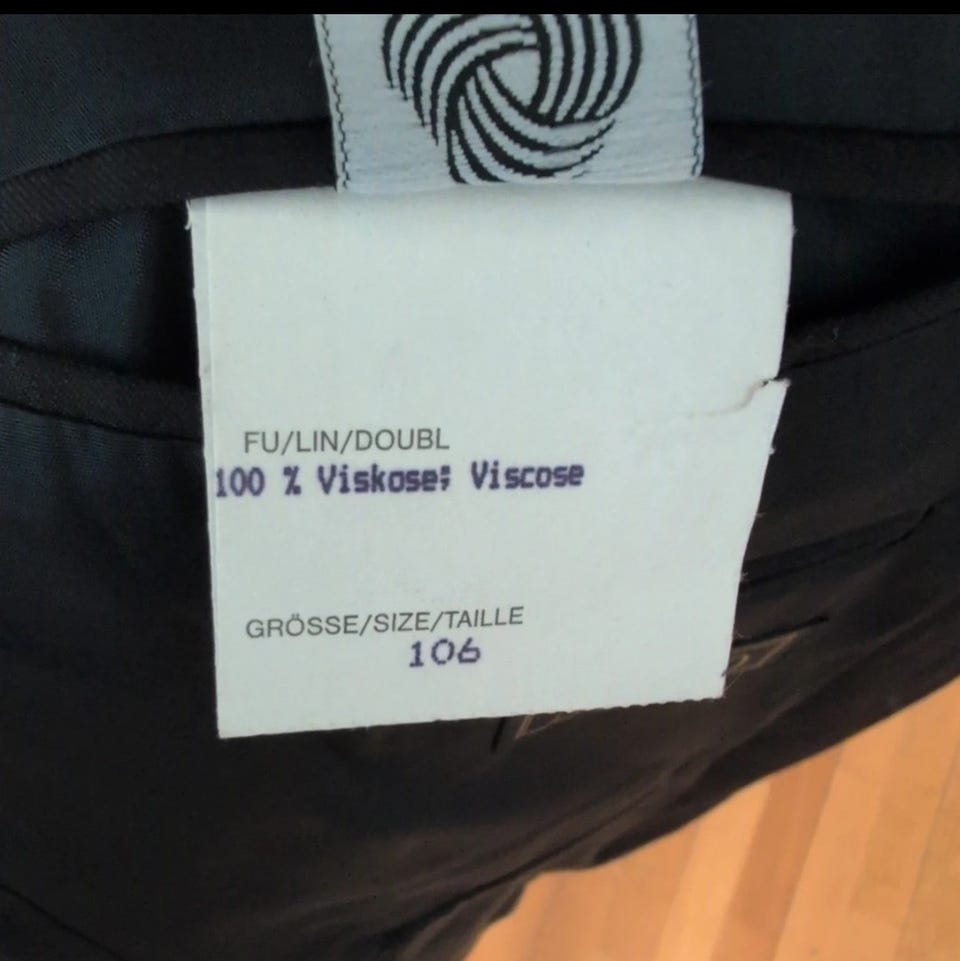 FU/LIN/DOUBL
100 % Viskose; Viscose
GRÖSSE/SIZE/TAILLE
106